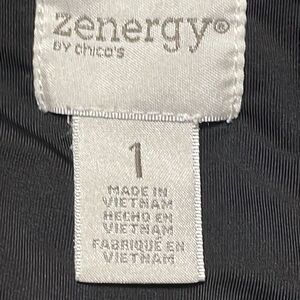 zenergy®
BY chico's
1
MADE IN
VIETNAM
HECHO EN
VIETNAM
FABRIQUÉ EN
VIETNAM